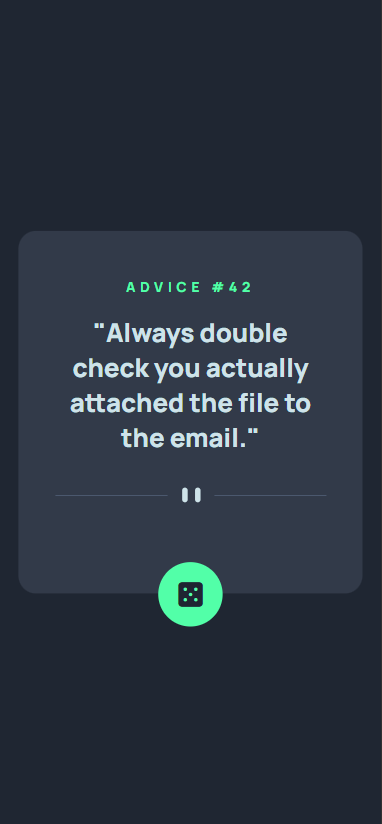 ADVICE #42
"Always double
check you actually
attached the file to
the email."